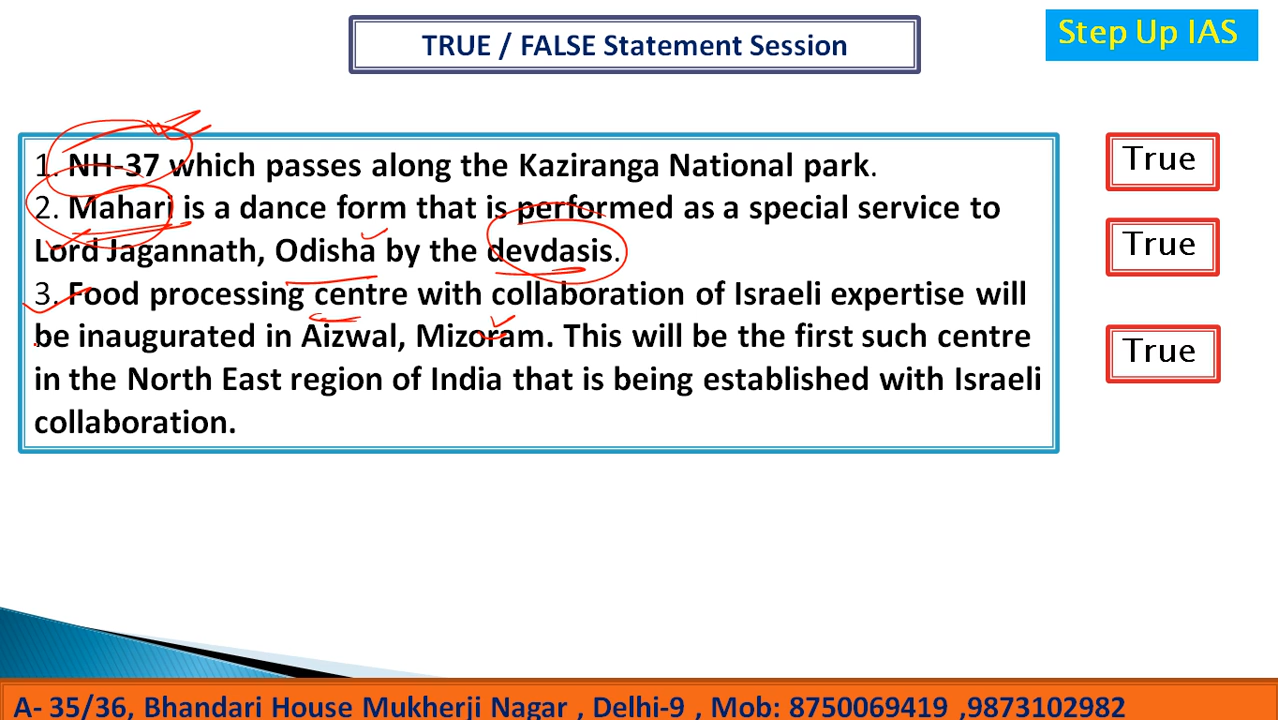 TRUE / FALSE Statement Session
Step Up IAS
1. NH-37 which passes along the Kaziranga National park.
True
2. Mahari is a dance form that is performed as a special service to
Lord Jagannath, Odisha by the devdasis.
True
3. Food processing centre with collaboration of Israeli expertise will
be inaugurated in Aizwal, Mizoram. This will be the first such centre
in the North East region of India that is being established with Israeli
collaboration.
True
A- 35/36, Bhandari House Mukherji Nagar , Delhi-9 , Mob: 8750069419 ,9873102982